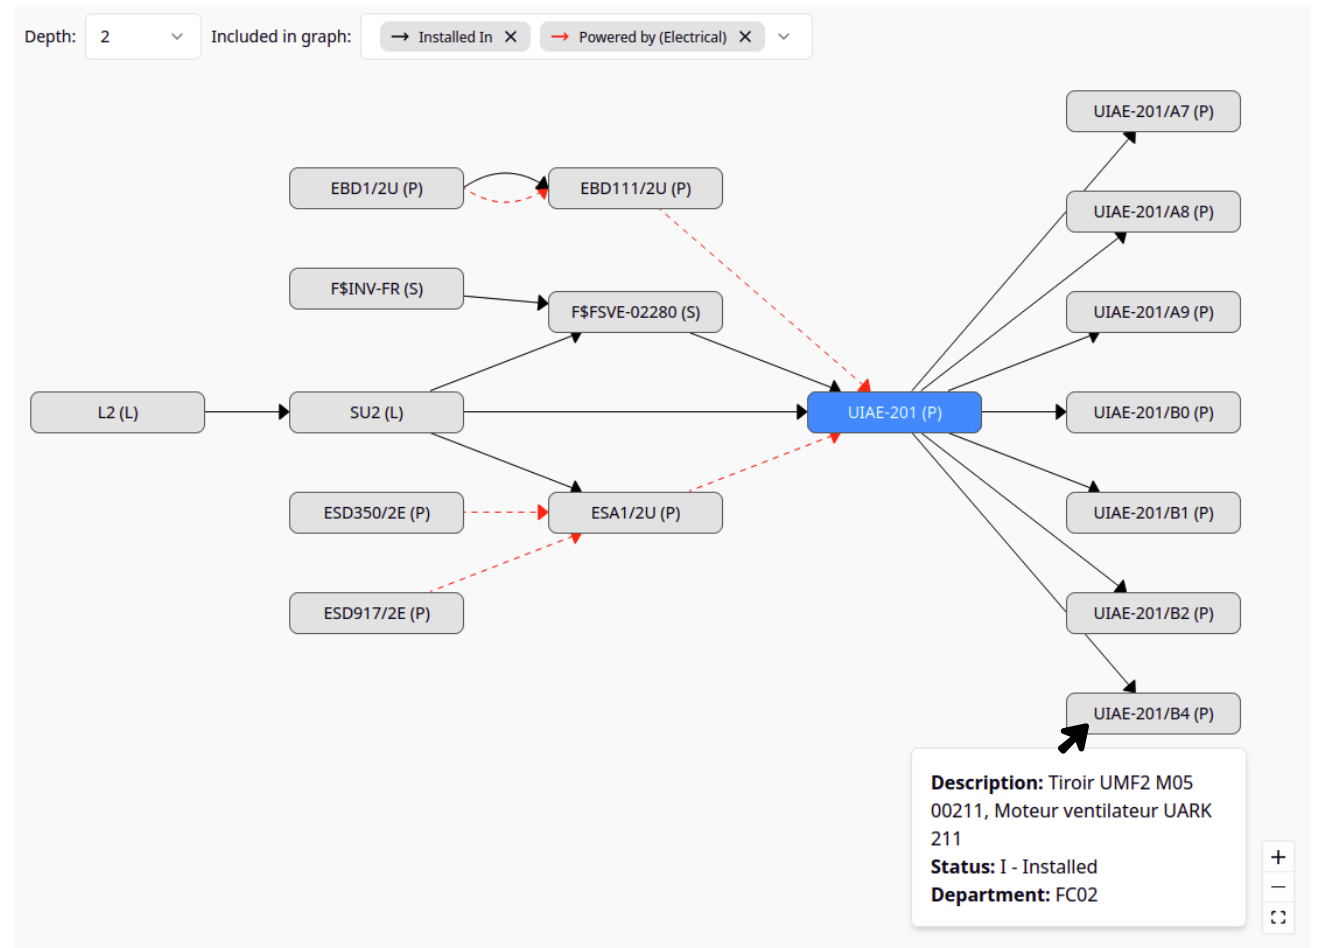 Depth: 2 Included in graph: Installed In Powered by (Electrical)
UIAE-201/A7 (P)
EBD1/2U (P) EBD111/2U (P)
UIAE-201/A8 (P)
F$INV-FR (S)
F$FSVE-02280 (S) UIAE-201/A9 (P)
L2 (L) SU2 (L) UIAE-201 (P) UIAE-201/B0 (P)
ESD350/2E (P) ESA1/2U (P) UIAE-201/B1 (P)
ESD917/2E (P) UIAE-201/B2 (P)
UIAE-201/B4 (P)
Description: Tiroir UMF2 M05
00211, Moteur ventilateur UARK
211
Status: I - Installed
Department: FC02